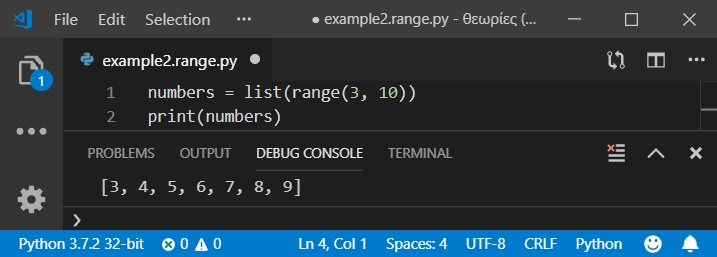 File Edit Selection ··· ● example2.range.py - θεωρίες (...
example2.range.py ●
1
1 numbers = list(range(3, 10))
2 print(numbers)
PROBLEMS OUTPUT DEBUG CONSOLE TERMINAL
[3, 4, 5, 6, 7, 8, 9]
❯
Python 3.7.2 32-bit 0 0 Ln 4, Col 1 Spaces: 4 UTF-8 CRLF Python